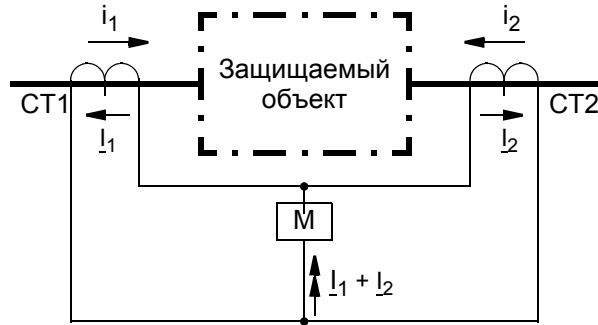 i1
i2
Защищаемый
объект
CT1
CT2
I1
I2
M
I1 + I2